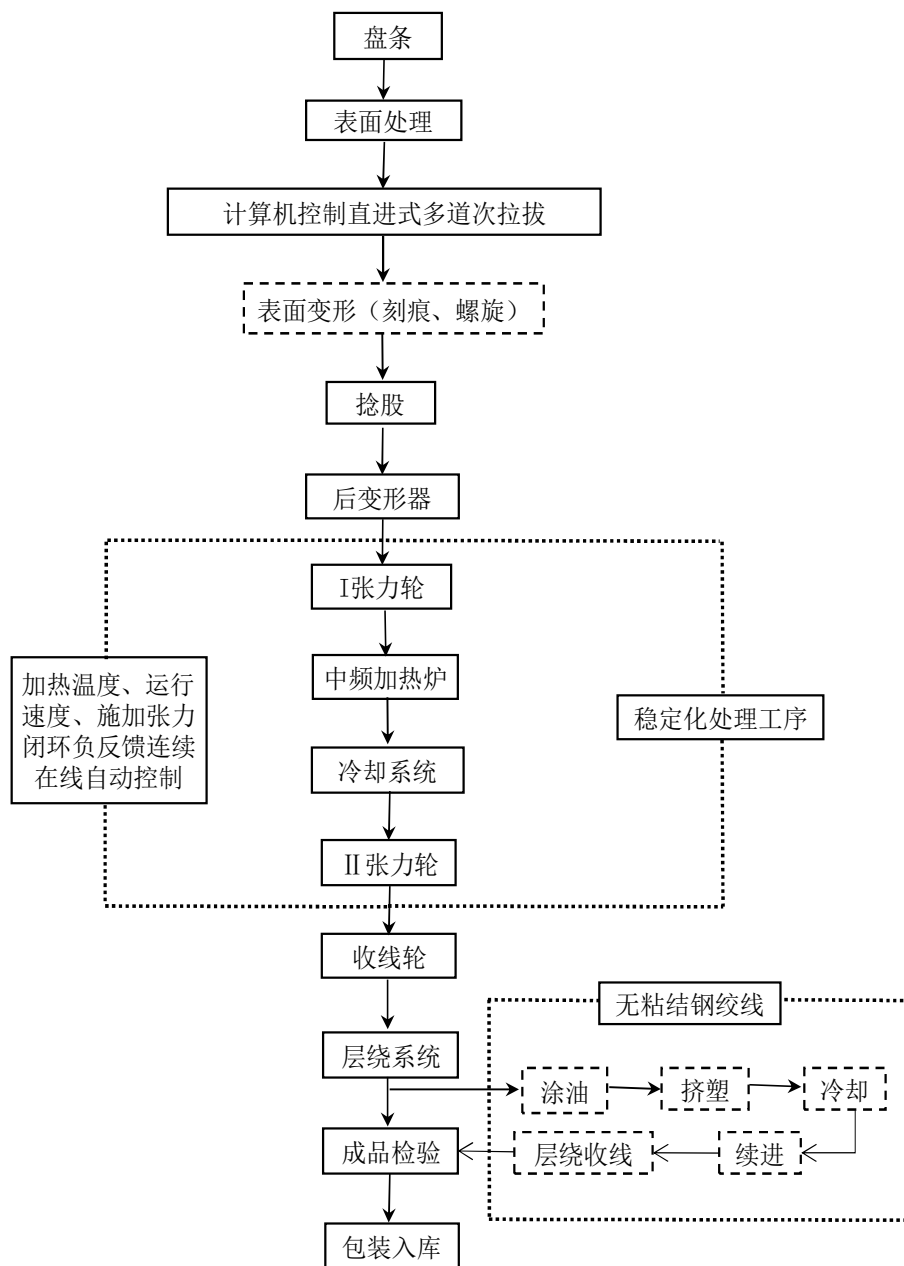 盘条
表面处理
计算机控制直进式多道次拉拔
表面变形（刻痕、螺旋）
捻股
后变形器
I张力轮
中频加热炉
加热温度、运行
速度、施加张力
闭环负反馈连续
在线自动控制
稳定化处理工序
冷却系统
Ⅱ张力轮
收线轮
无粘结钢绞线
层绕系统
涂油
挤塑
冷却
成品检验
层绕收线
续进
包装入库